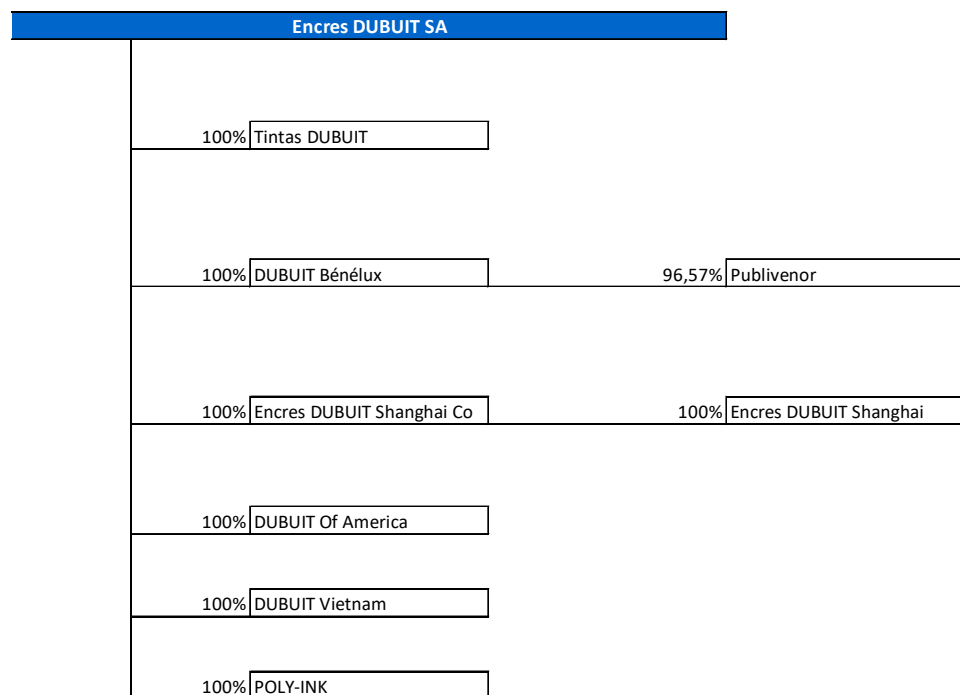 Encres DUBUIT SA
100% Tintas DUBUIT
100% DUBUIT Bénélux 96,57% Publivenor
100% Encres DUBUIT Shanghai Co 100% Encres DUBUIT Shanghai
100% DUBUIT Of America
100% DUBUIT Vietnam
100% POLY-INK